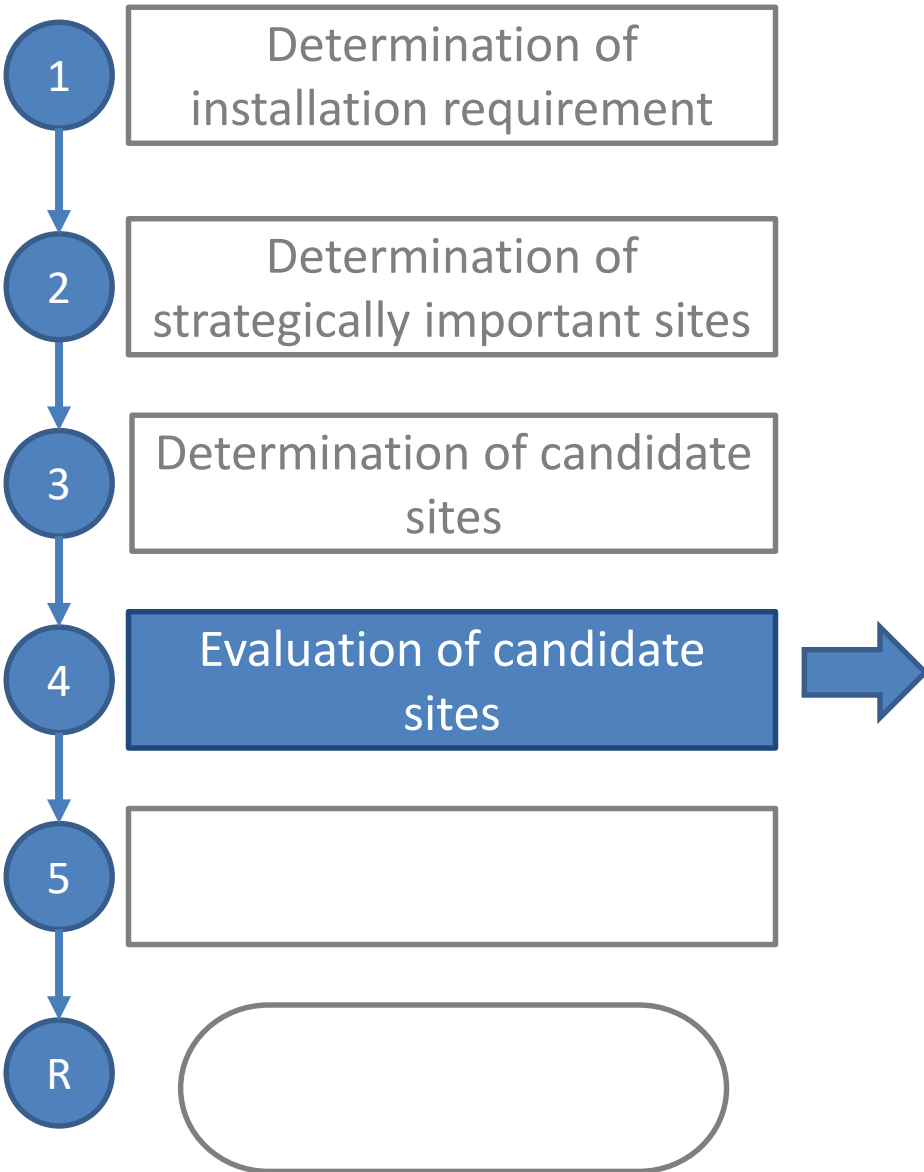 1
Determination of
installation requirement
2
Determination of
strategically important sites
3
Determination of candidate
sites
4
Evaluation of candidate
sites
5
R